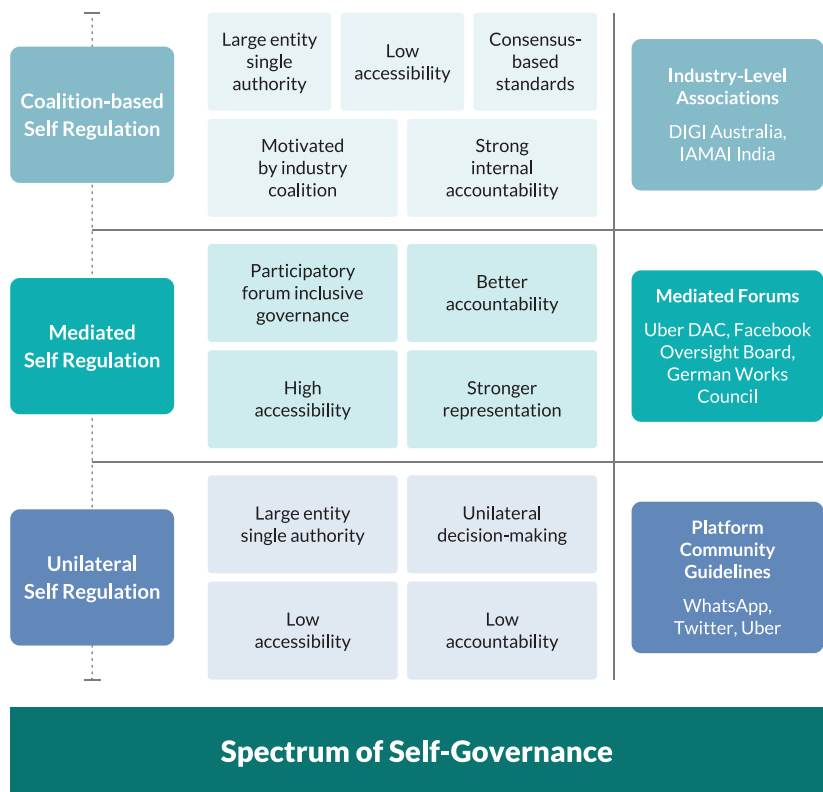 Coalition-based
Self Regulation
Large entity
single
authority
Low
accessibility
Consensus-
based
standards
Motivated
by industry
coalition
Strong
internal
accountability
Industry-Level
Associations
DIGI Australia,
IAMAI India
Mediated
Self Regulation
Participatory
forum inclusive
governance
Better
accountability
High
accessibility
Stronger
representation
Mediated Forums
Uber DAC, Facebook
Oversight Board,
German Works
Council
Unilateral
Self Regulation
Large entity
single authority
Unilateral
decision-making
Low
accessibility
Low
accountability
Platform
Community
Guidelines
WhatsApp,
Twitter, Uber
Spectrum of Self-Governance